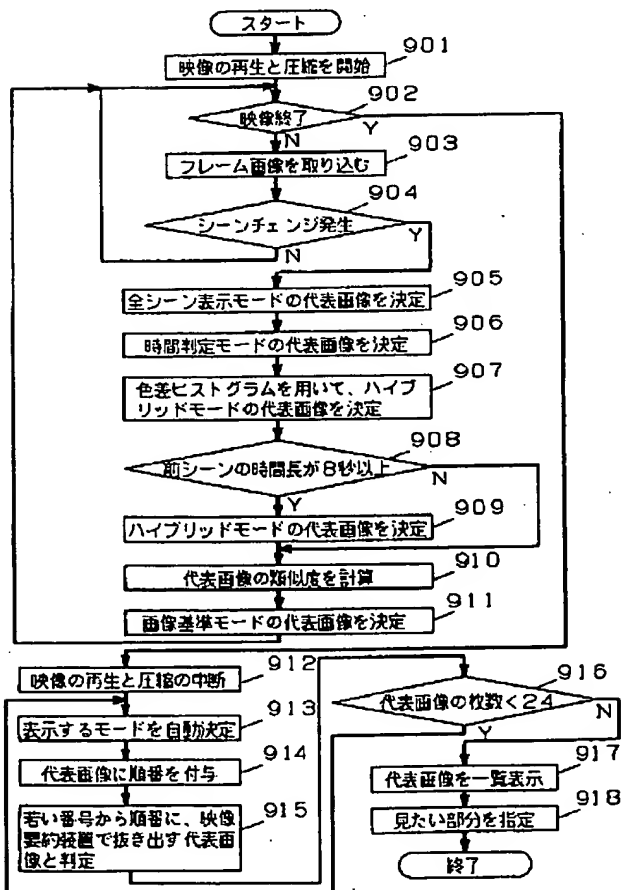 スタート
901
映像の再生と圧縮を開始
902
映像終了
Y
N
903
フレーム画像を取り込む
904
シーンチェンジ発生
Y
N
905
全シーン表示モードの代表画像を決定
906
時間判定モードの代表画像を決定
907
色差ヒストグラムを用いて、ハイブ
リッドモードの代表画像を決定
908
前シーンの時間長が8秒以上
N
Y
909
ハイブリッドモードの代表画像を決定
910
代表画像の類似度を計算
911
画像基準モードの代表画像を決定
912
映像の再生と圧縮の中断
913
表示するモードを自動決定
914
代表画像に順番を付与
915
若い番号から順番に、映像
要約装置で抜き出す代表画
像と判定
916
代表画像の枚数<24
N
Y
917
代表画像を一覧表示
918
見たい部分を指定
終了